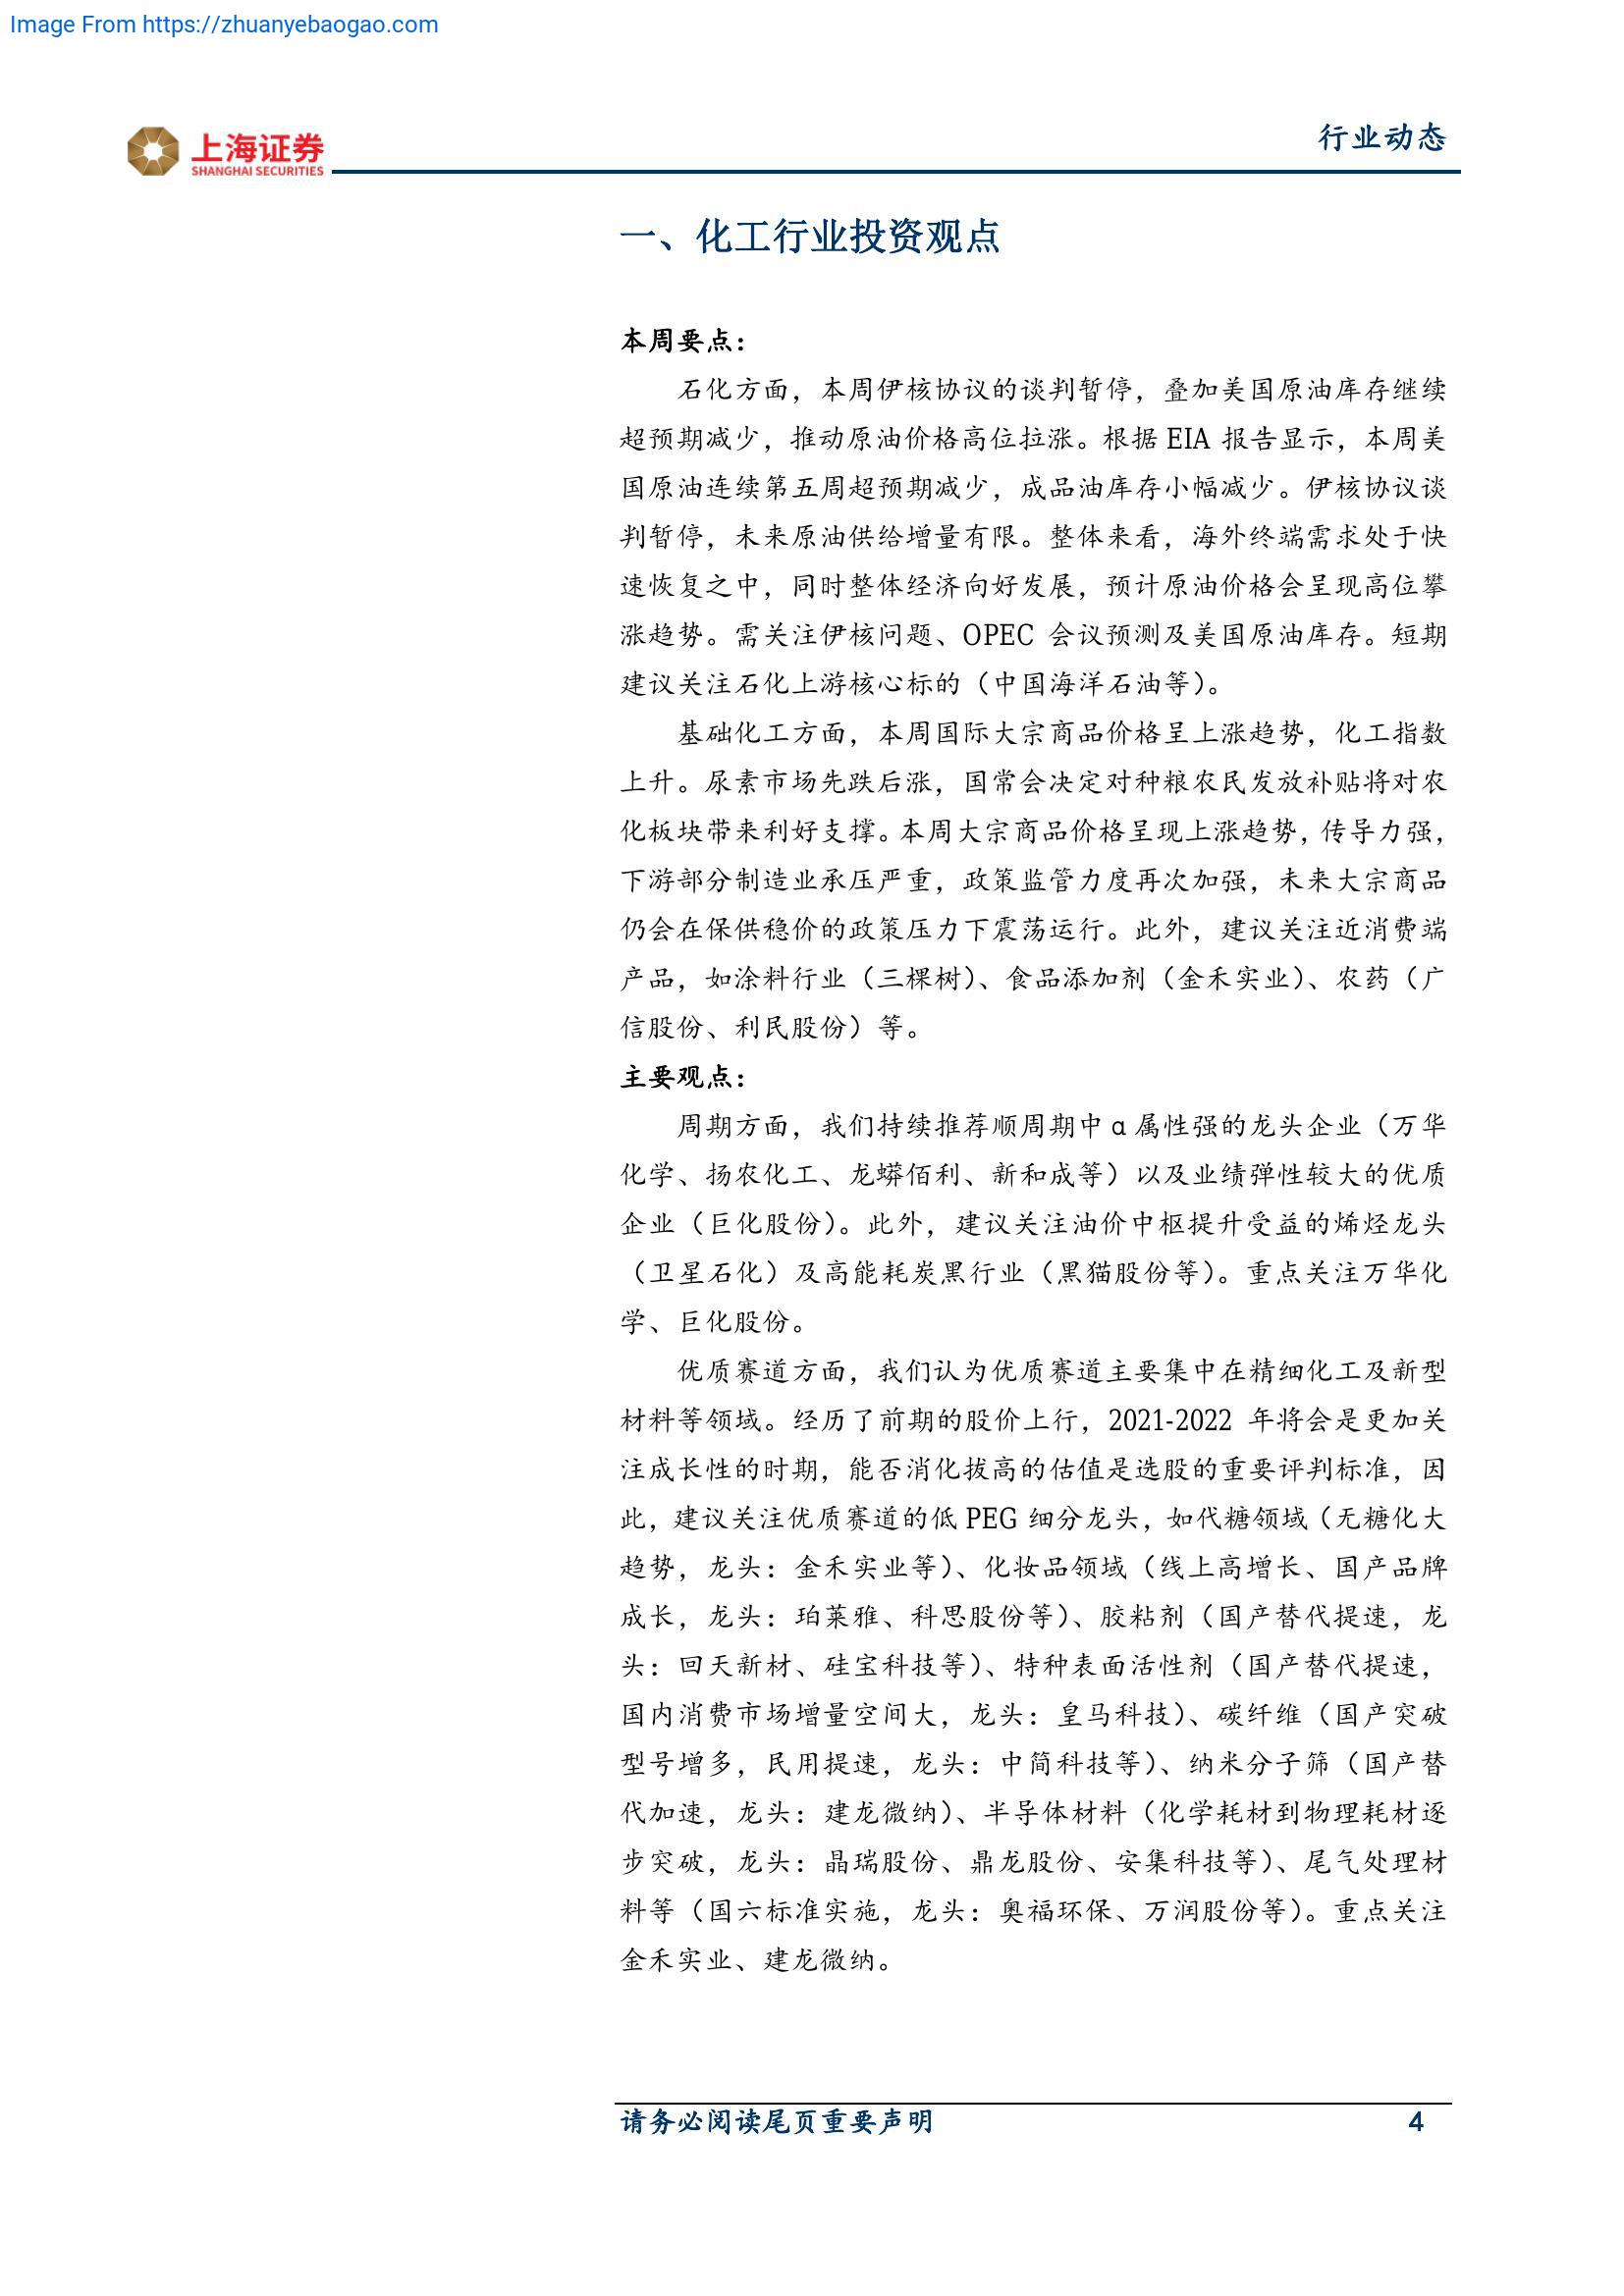 Image From https://zhuanyebaogao.com
上海证券
SHANGHAI SECURITIES
行业动态
一、化工行业投资观点
本周要点：
石化方面，本周伊核协议的谈判暂停，叠加美国原油库存继续
超预期减少，推动原油价格高位拉涨。根据 EIA 报告显示，本周美
国原油连续第五周超预期减少，成品油库存小幅减少。伊核协议谈
判暂停，未来原油供给增量有限。整体来看，海外终端需求处于快
速恢复之中，同时整体经济向好发展，预计原油价格会呈现高位攀
涨趋势。需关注伊核问题、OPEC 会议预测及美国原油库存。短期
建议关注石化上游核心标的（中国海洋石油等）。
基础化工方面，本周国际大宗商品价格呈上涨趋势，化工指数
上升。尿素市场先跌后涨，国常会决定对种粮农民发放补贴将对农
化板块带来利好支撑。本周大宗商品价格呈现上涨趋势，传导力强，
下游部分制造业承压严重，政策监管力度再次加强，未来大宗商品
仍会在保供稳价的政策压力下震荡运行。此外，建议关注近消费端
产品，如涂料行业（三棵树）、食品添加剂（金禾实业）、农药（广
信股份、利民股份）等。
主要观点：
周期方面，我们持续推荐顺周期中 α 属性强的龙头企业（万华
化学、扬农化工、龙蟒佰利、新和成等）以及业绩弹性较大的优质
企业（巨化股份）。此外，建议关注油价中枢提升受益的烯烃龙头
（卫星石化）及高能耗炭黑行业（黑猫股份等）。重点关注万华化
学、巨化股份。
优质赛道方面，我们认为优质赛道主要集中在精细化工及新型
材料等领域。经历了前期的股价上行，2021-2022 年将会是更加关
注成长性的时期，能否消化拔高的估值是选股的重要评判标准，因
此，建议关注优质赛道的低 PEG 细分龙头，如代糖领域（无糖化大
趋势，龙头：金禾实业等）、化妆品领域（线上高增长、国产品牌
成长，龙头：珀莱雅、科思股份等）、胶粘剂（国产替代提速，龙
头：回天新材、硅宝科技等）、特种表面活性剂（国产替代提速，
国内消费市场增量空间大，龙头：皇马科技）、碳纤维（国产突破
型号增多，民用提速，龙头：中简科技等）、纳米分子筛（国产替
代加速，龙头：建龙微纳）、半导体材料（化学耗材到物理耗材逐
步突破，龙头：晶瑞股份、鼎龙股份、安集科技等）、尾气处理材
料等（国六标准实施，龙头：奥福环保、万润股份等）。重点关注
金禾实业、建龙微纳。
请务必阅读尾页重要声明 4